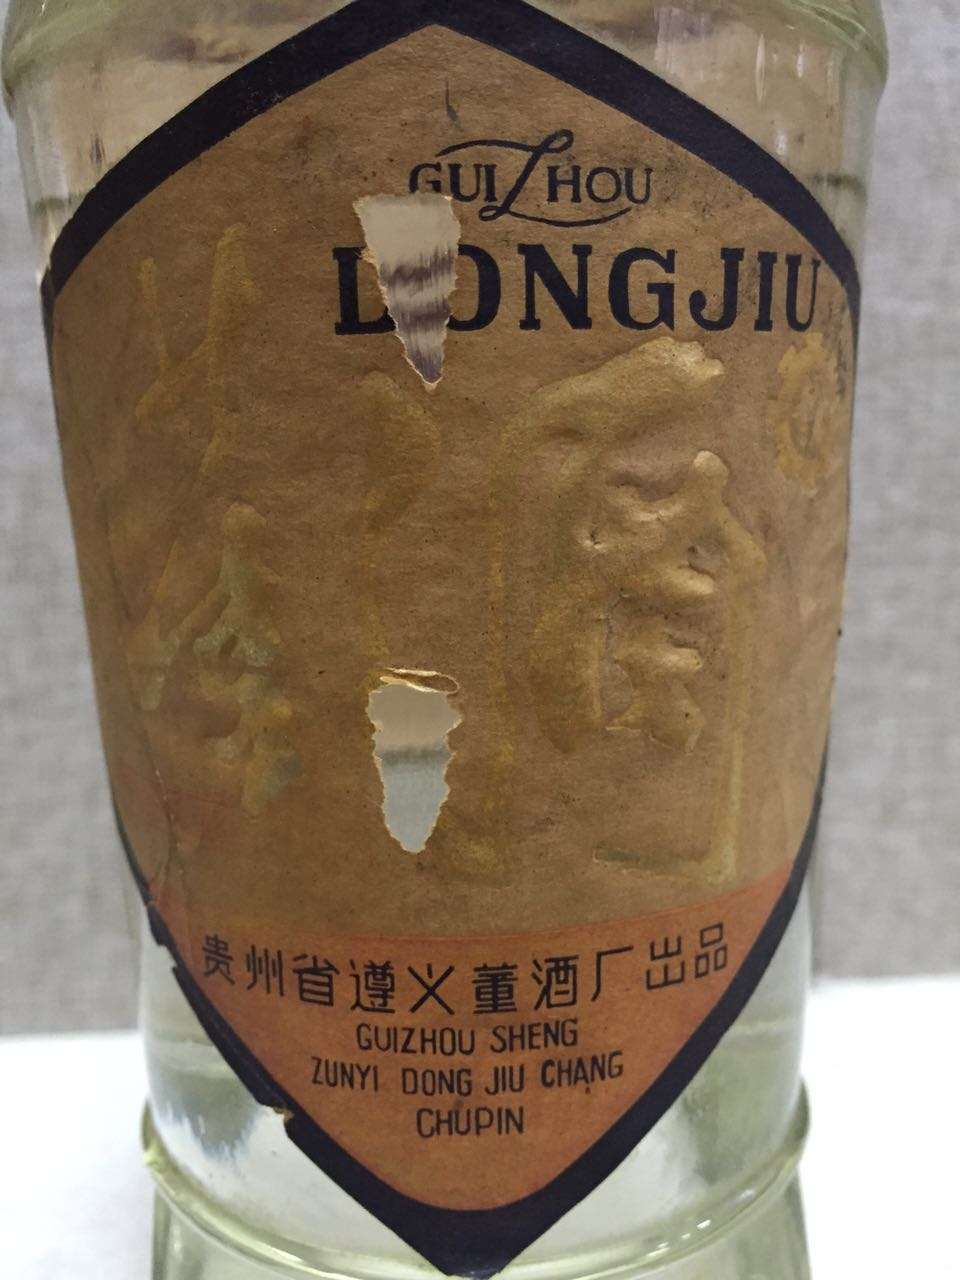 GUIZHOU
DONGJIU
贵州省遵义董酒厂出品
GUIZHOU SHENG
ZUNYI DONG JIU CHANG
CHUPIN